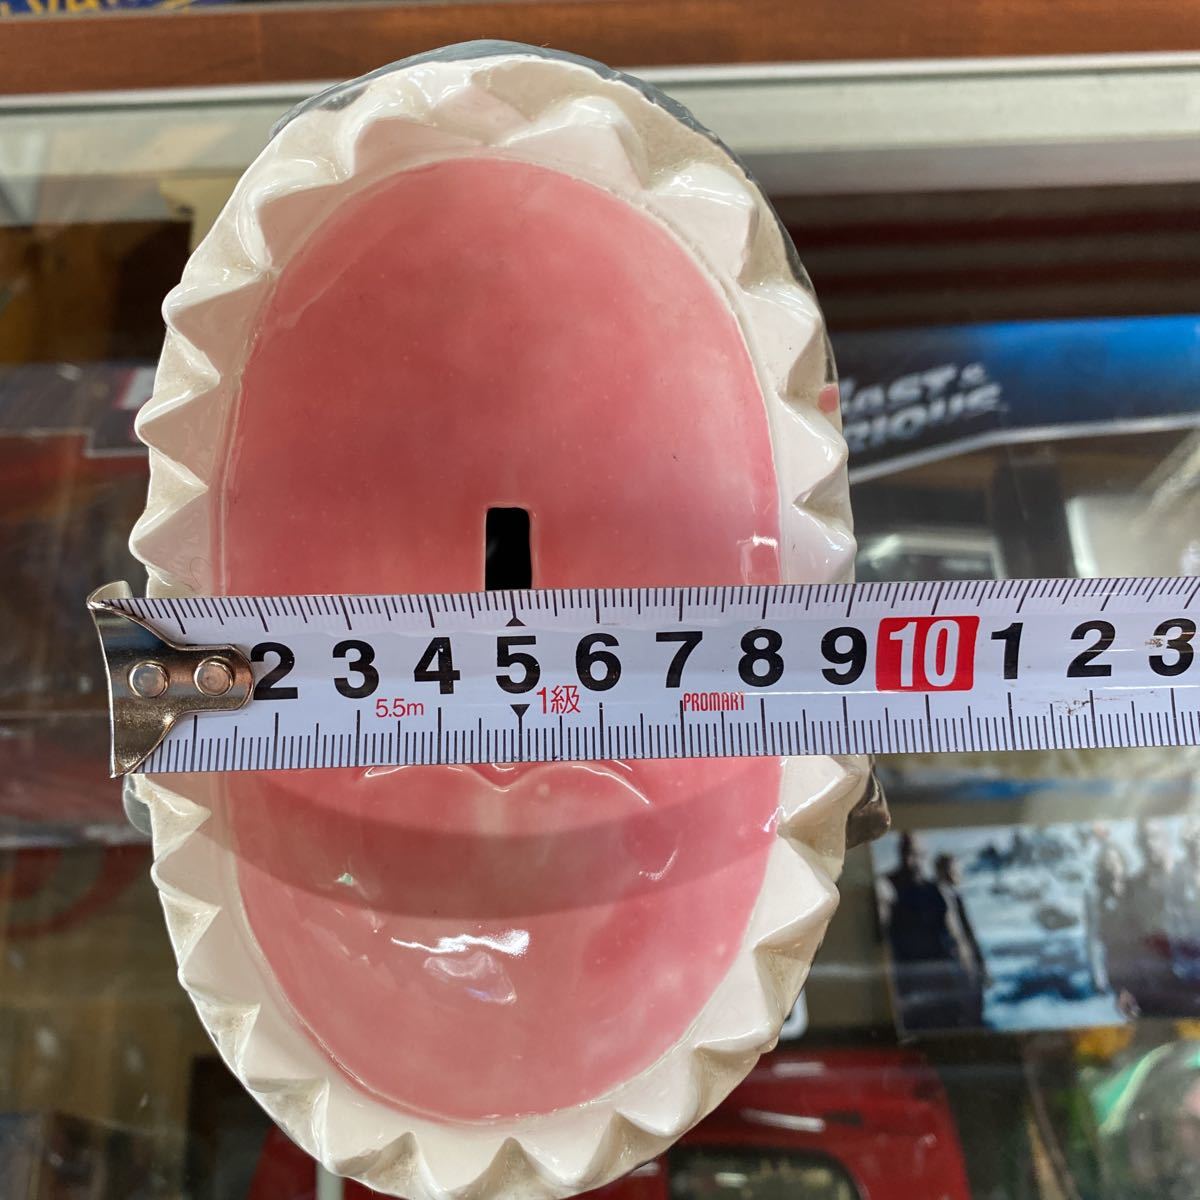 FAST &
FURIOUS
2 3 4 5 6 7 8 9 10 1 2 3
5.5m 1級 PROMART